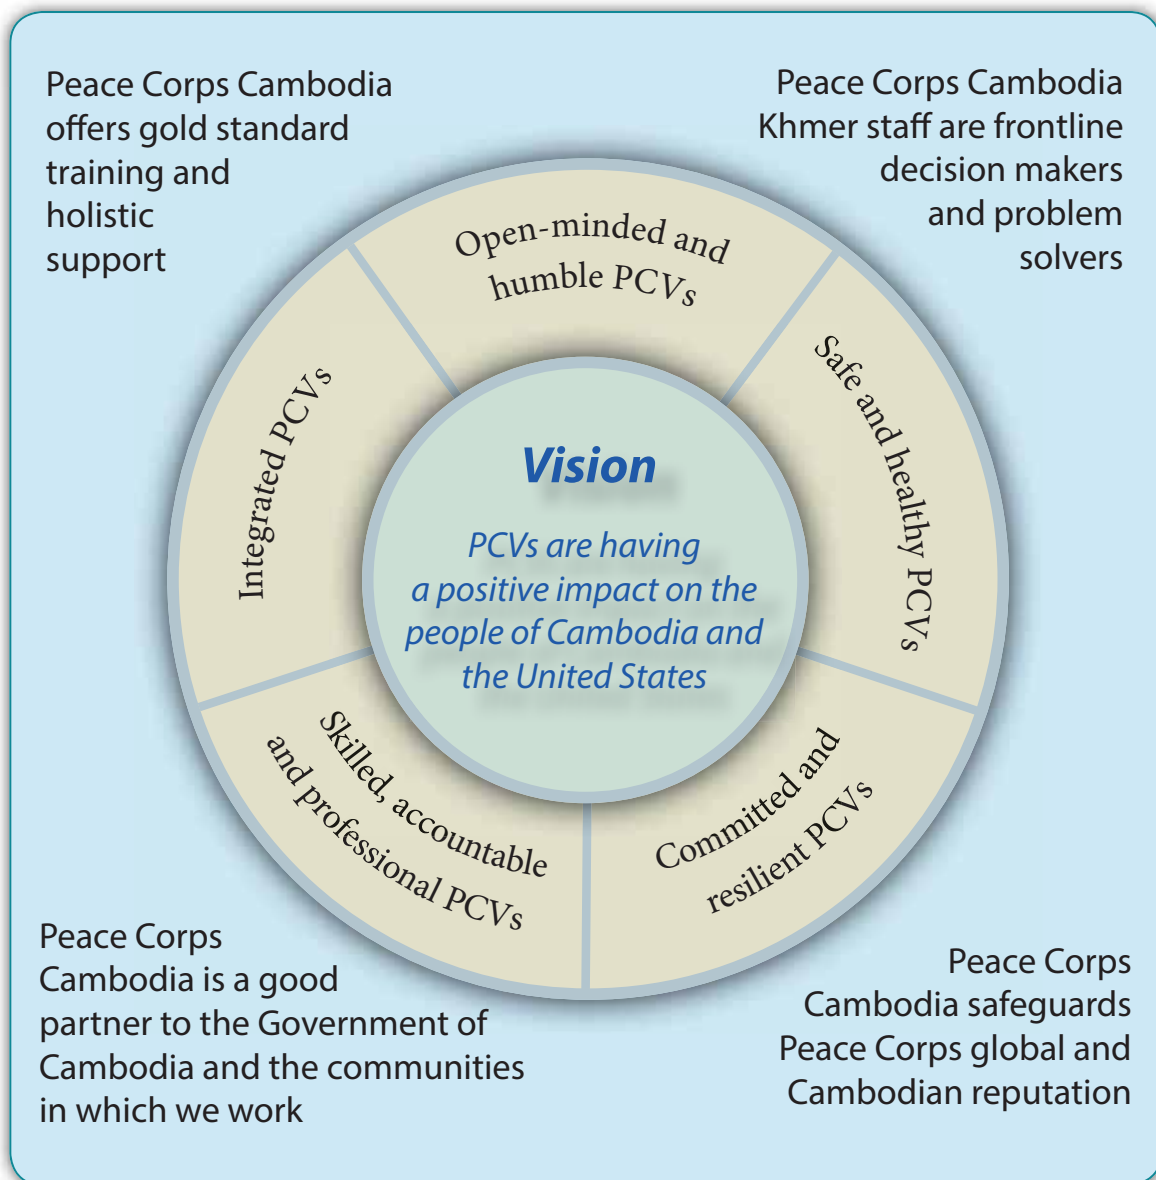 Peace Corps Cambodia
offers gold standard
training and
holistic
support
Peace Corps Cambodia
Khmer staff are frontline
decision makers
and problem
solvers
Open-minded and
humble PCVs
Safe and healthy PCVs
Integrated PCVs
Vision
PCVs are having
a positive impact on the
people of Cambodia and
the United States
Skilled, accountable
and professional PCVs
Committed and
resilient PCVs
Peace Corps
Cambodia is a good
partner to the Government of
Cambodia and the communities
in which we work
Peace Corps
Cambodia safeguards
Peace Corps global and
Cambodian reputation